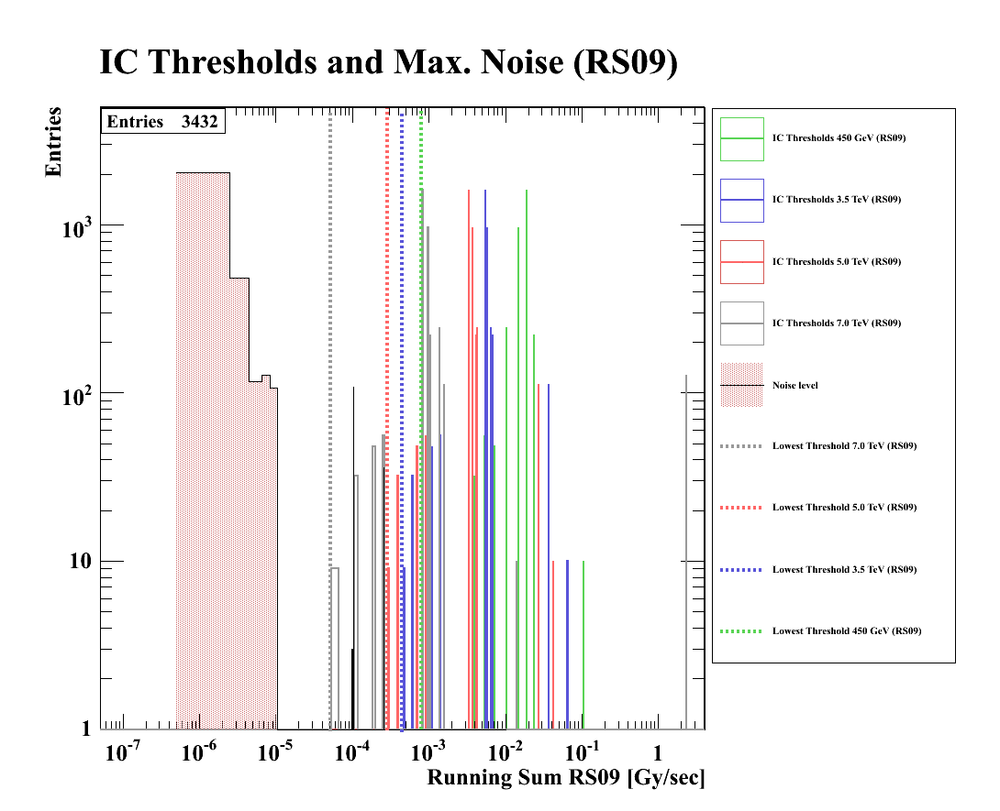 IC Thresholds and Max. Noise (RS09)
Entries 3432
Entries
10³
10²
10
1
10⁻⁷ 10⁻⁶ 10⁻⁵ 10⁻⁴ 10⁻³ 10⁻² 10⁻¹ 1
Running Sum RS09 [Gy/sec]
IC Thresholds 450 GeV (RS09)
IC Thresholds 3.5 TeV (RS09)
IC Thresholds 5.0 TeV (RS09)
IC Thresholds 7.0 TeV (RS09)
Noise level
Lowest Threshold 7.0 TeV (RS09)
Lowest Threshold 5.0 TeV (RS09)
Lowest Threshold 3.5 TeV (RS09)
Lowest Threshold 450 GeV (RS09)